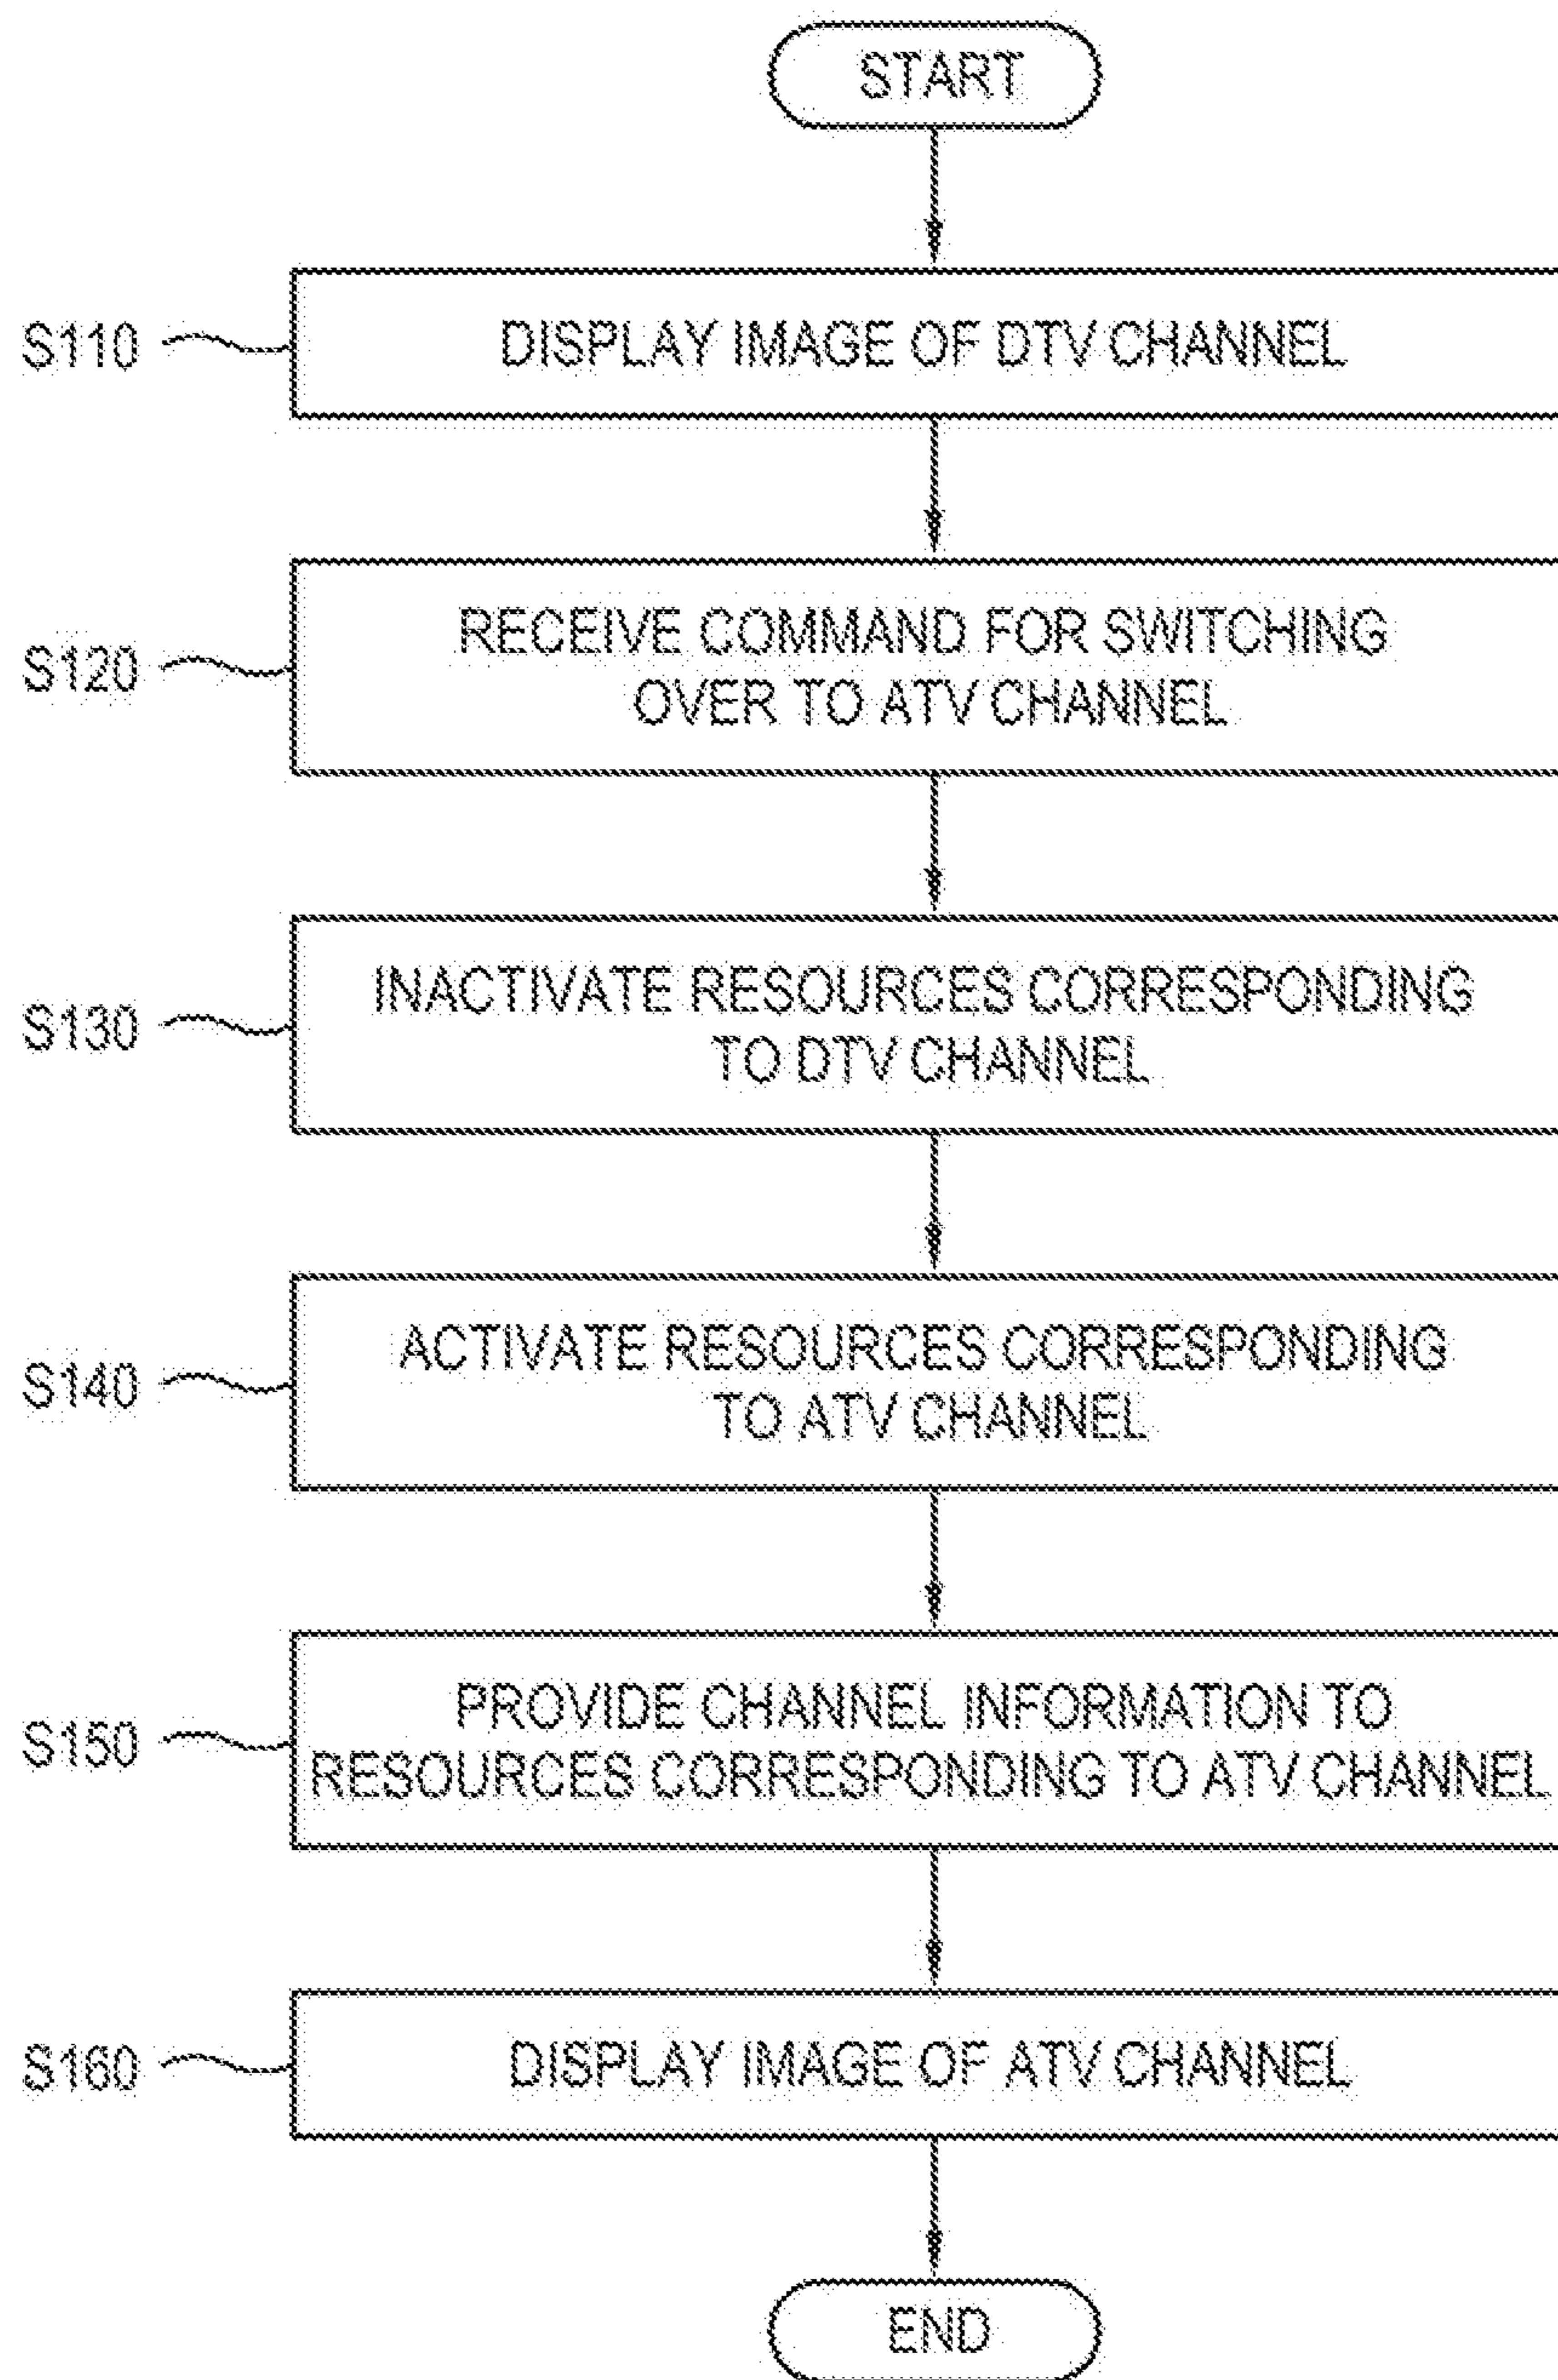 START
S110
DISPLAY IMAGE OF DTV CHANNEL
S120
RECEIVE COMMAND FOR SWITCHING
OVER TO ATV CHANNEL
S130
INACTIVATE RESOURCES CORRESPONDING
TO DTV CHANNEL
S140
ACTIVATE RESOURCES CORRESPONDING
TO ATV CHANNEL
S150
PROVIDE CHANNEL INFORMATION TO
RESOURCES CORRESPONDING TO ATV CHANNEL
S160
DISPLAY IMAGE OF ATV CHANNEL
END